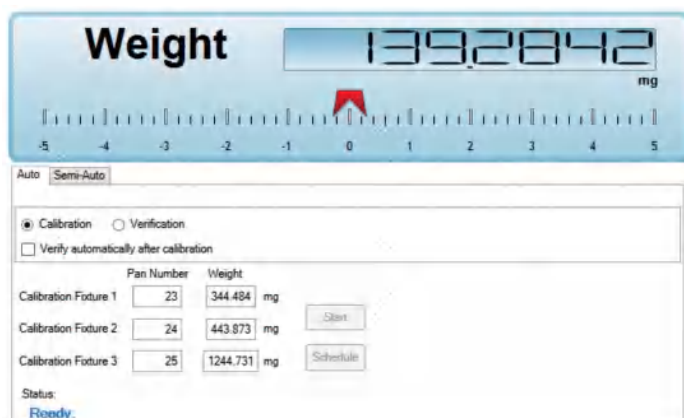 Weight 139.2842
mg
-5 -4 -3 -2 -1 0 1 2 3 4 5
Auto Semi-Auto
Calibration Verification
Verify automatically after calibration
Pan Number Weight
Calibration Fixture 1 23 344.484 mg
Start
Calibration Fixture 2 24 443.873 mg
Calibration Fixture 3 25 1244.731 mg Schedule
Status:
Ready.